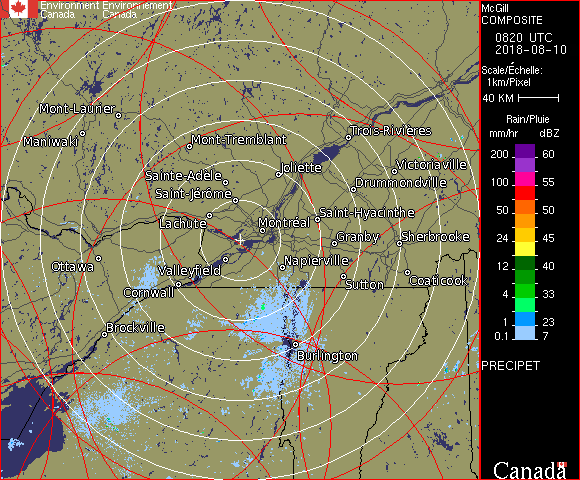 Environment Environnement
Canada Canada
McGill
COMPOSITE
0820 UTC
2018-08-10
Scale/Échelle:
1km/Pixel
40 KM
Rain/Pluie
mm/hr dBZ
200 60
150 57
100 55
50 50
24 45
12 40
4 33
1 23
0.1 7
PRECIPET
Canada
Mont-Laurier
Maniwaki
Mont-Tremblant
Trois-Rivières
Joliette
Victoriaville
Sainte-Adèle
Drummondville
Saint-Jérôme
Saint-Hyacinthe
Lachute
Montréal
Granby
Sherbrooke
Ottawa
Valleyfield
Napierville
Cornwall
Sutton
Coaticook
Brockville
Burlington